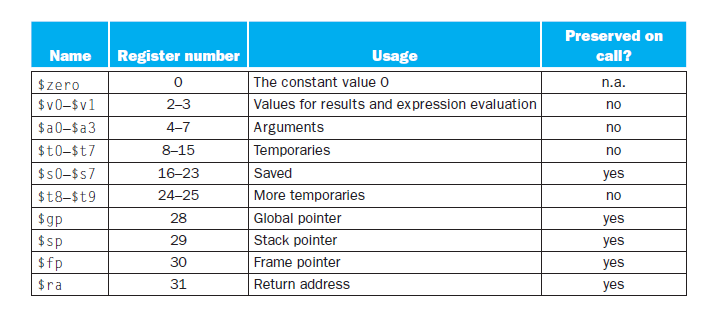 Name Register number Usage Preserved on call?
$zero 0 The constant value 0 n.a.
$v0–$v1 2–3 Values for results and expression evaluation no
$a0–$a3 4–7 Arguments no
$t0–$t7 8–15 Temporaries no
$s0–$s7 16–23 Saved yes
$t8–$t9 24–25 More temporaries no
$gp 28 Global pointer yes
$sp 29 Stack pointer yes
$fp 30 Frame pointer yes
$ra 31 Return address yes